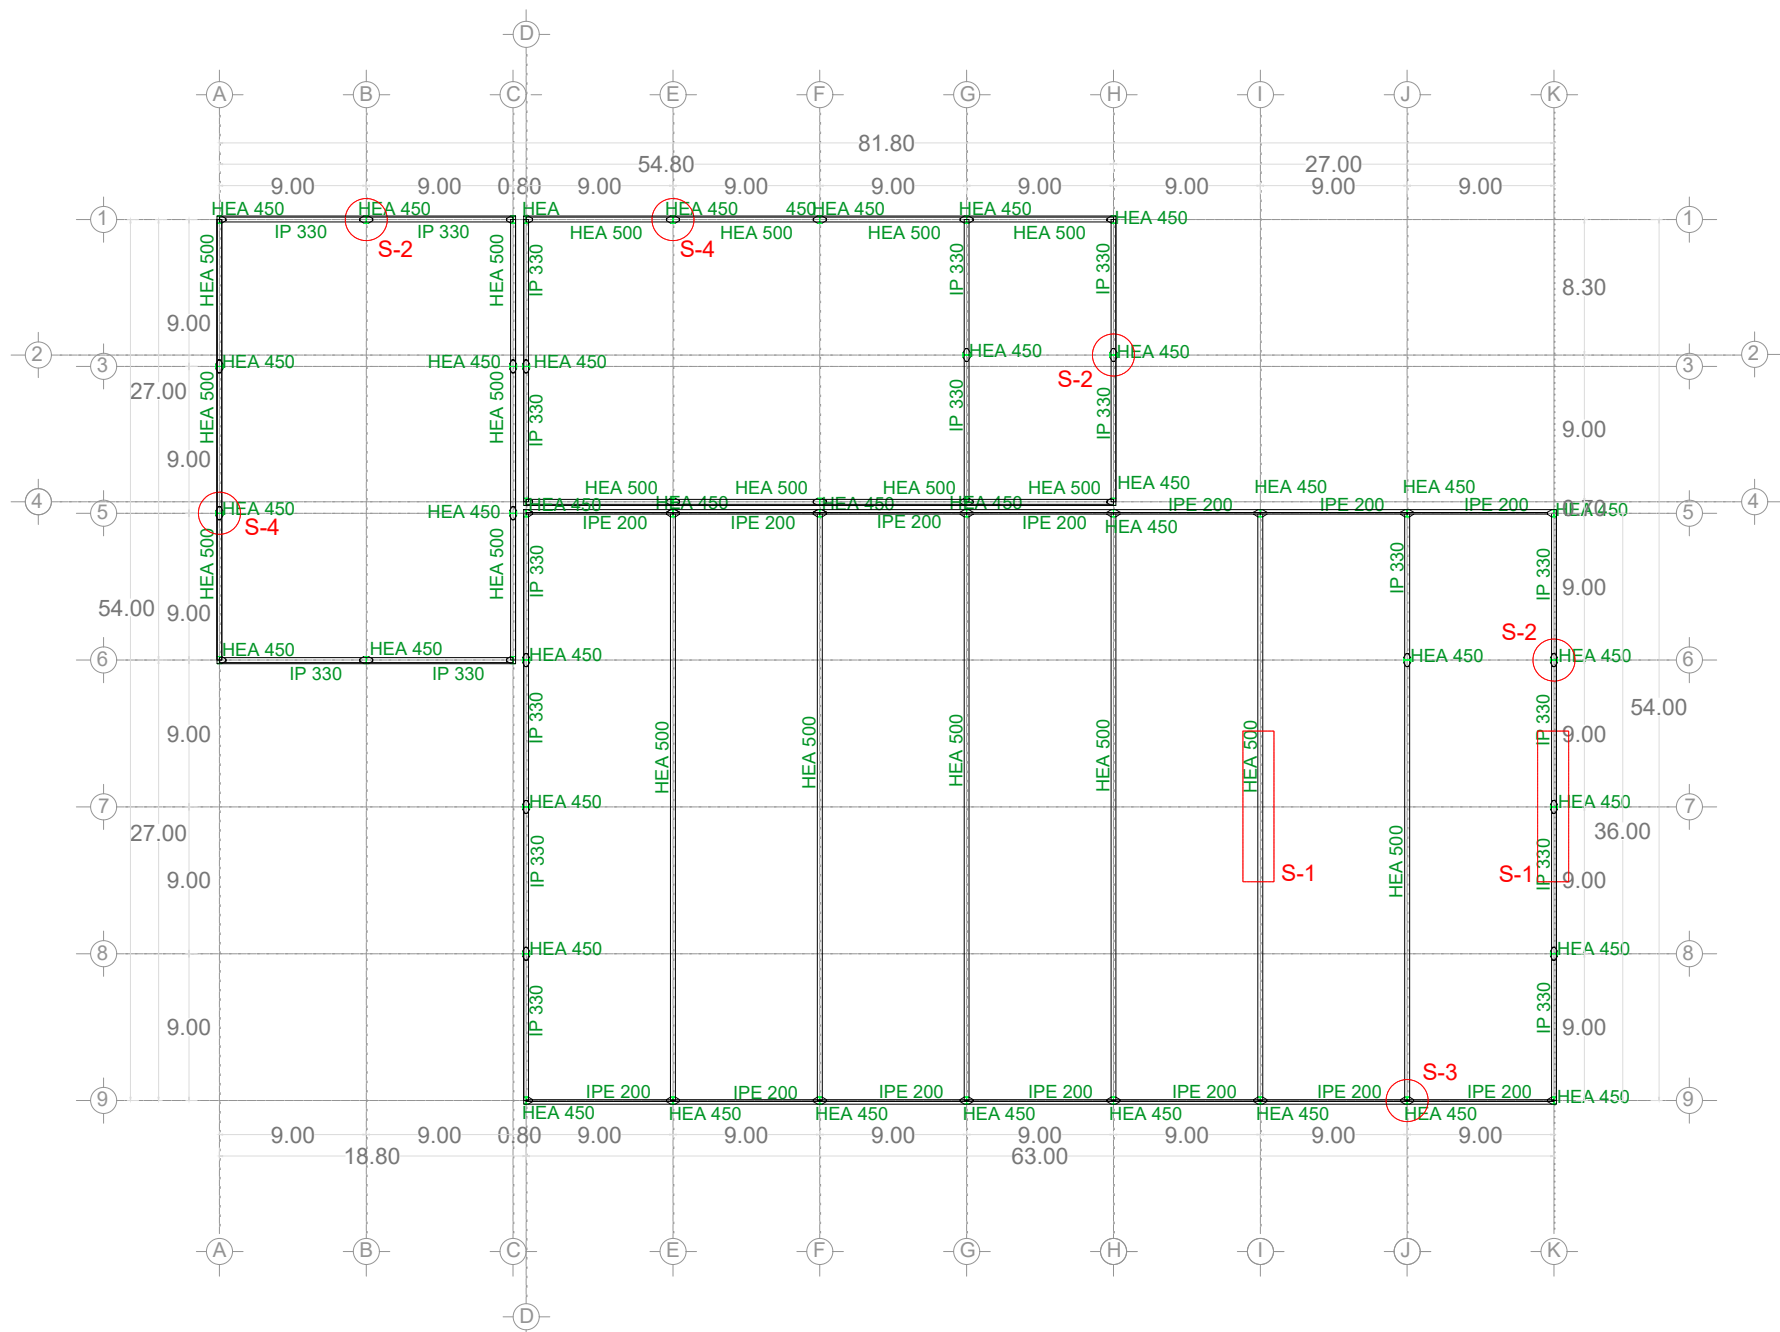 D
A B C E F G H I J K
81.80
54.80 27.00
9.00 9.00 0.80 9.00 9.00 9.00 9.00 9.00 9.00 9.00
HEA 450 HEA 450 HEA HEA 450 450 HEA 450 HEA 450 HEA 450
1 1
IP 330 IP 330 HEA 500 HEA 500 HEA 500 HEA 500
S-2 S-4
HEA 500 HEA 500 IP 330 IP 330 IP 330
8.30
9.00
2 HEA 450 HEA 450 2
3 HEA 450 HEA 450 HEA 450 3
S-2
27.00
HEA 500 HEA 500 IP 330 IP 330 IP 330
9.00
9.00
HEA 500 HEA 500 HEA 500 HEA 500 HEA 450 HEA 450 HEA 450
4 HEA 450 HEA 450 HEA 450 HEA 450 4
IPE 200 IPE 200 IPE 200
5 HEA 450 HEA 450 0.70 HEA 450 5
S-4 IPE 200 IPE 200 IPE 200 IPE 200 HEA 450
HEA 500 HEA 500 IP 330 IP 330 IP 330
9.00
54.00 9.00
S-2
HEA 450 HEA 450
6 HEA 450 HEA 450 HEA 450 6
IP 330 IP 330
54.00
IP 330 IP 330
9.00 9.00
HEA 500 HEA 500 HEA 500 HEA 500 HEA 500
7 HEA 450 HEA 450 7
27.00 36.00
IP 330 HEA 500 IP 330
S-1 S-1
9.00 9.00
8 HEA 450 HEA 450 8
IP 330 IP 330
9.00 9.00
S-3
IPE 200 IPE 200 IPE 200 IPE 200 IPE 200 IPE 200 IPE 200
9 HEA 450 9
HEA 450 HEA 450 HEA 450 HEA 450 HEA 450 HEA 450 HEA 450
9.00 9.00 0.80 9.00 9.00 9.00 9.00 9.00 9.00 9.00
18.80 63.00
A B C E F G H I J K
D